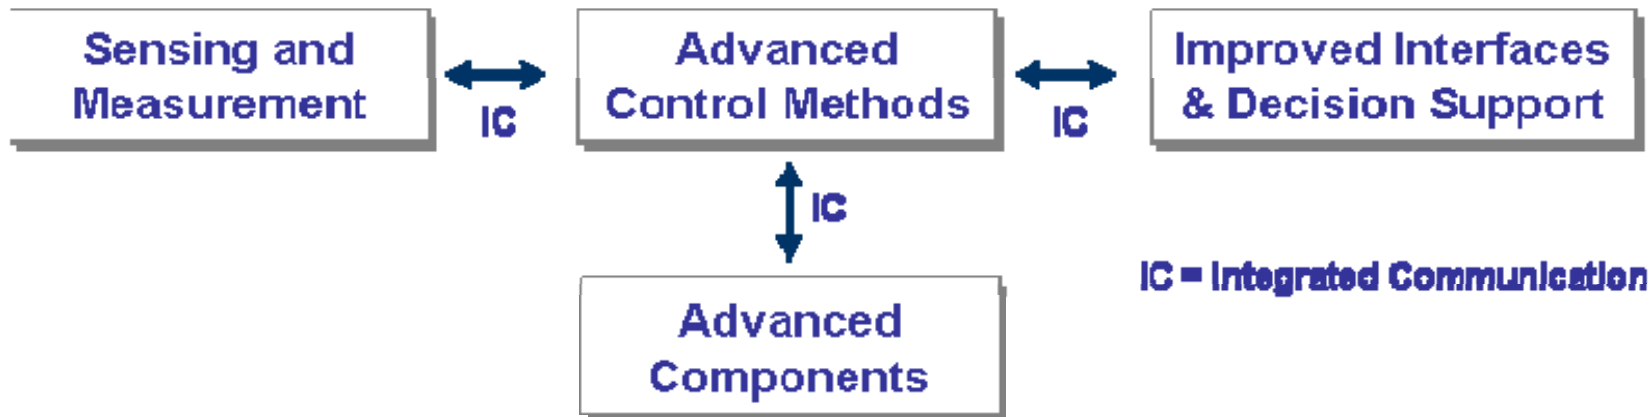 Sensing and
Measurement
IC
Advanced
Control Methods
IC
Improved Interfaces
& Decision Support
IC
IC = Integrated Communication
Advanced
Components